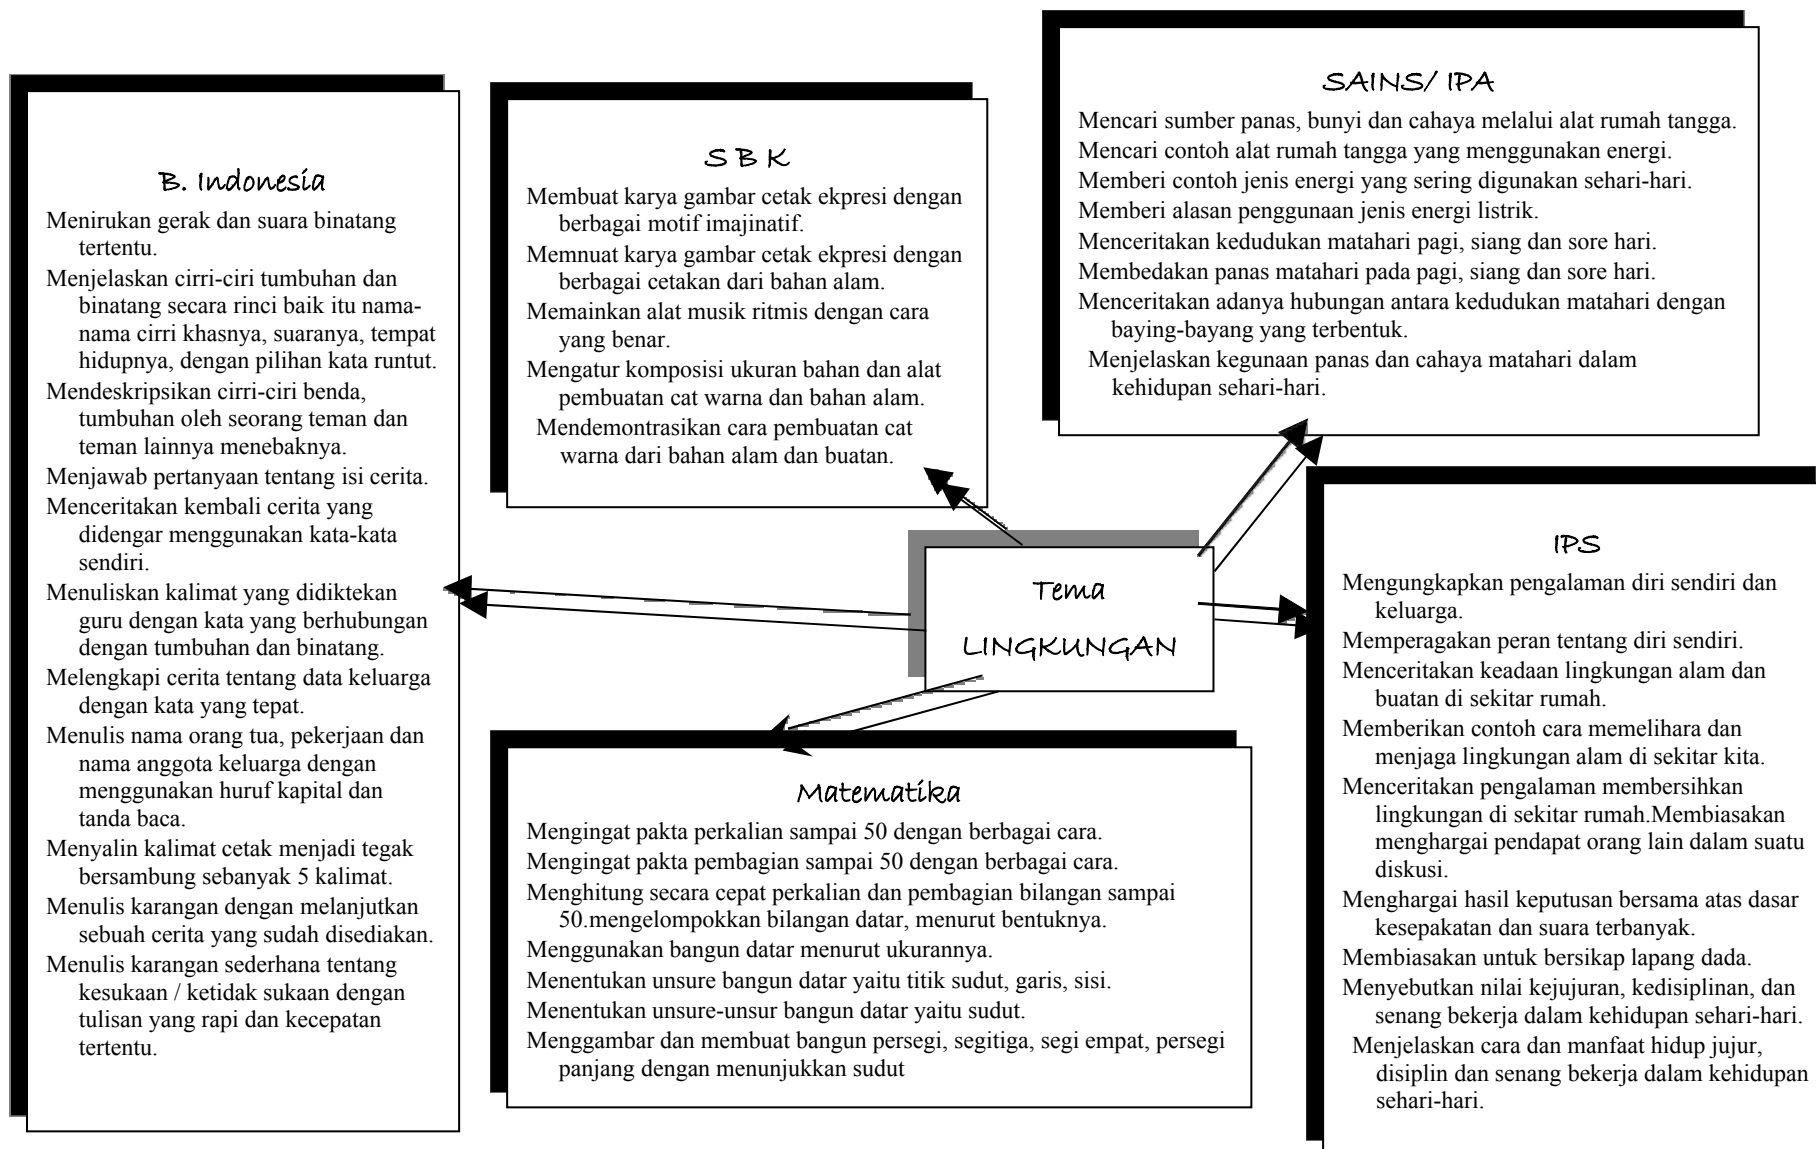 B. Indonesia
Menirukan gerak dan suara binatang
tertentu.
Menjelaskan cirri-ciri tumbuhan dan
binatang secara rinci baik itu nama-
nama cirri khasnya, suaranya, tempat
hidupnya, dengan pilihan kata runtut.
Mendeskripsikan cirri-ciri benda,
tumbuhan oleh seorang teman dan
teman lainnya menebaknya.
Menjawab pertanyaan tentang isi cerita.
Menceritakan kembali cerita yang
didengar menggunakan kata-kata
sendiri.
Menuliskan kalimat yang didiktekan
guru dengan kata yang berhubungan
dengan tumbuhan dan binatang.
Melengkapi cerita tentang data keluarga
dengan kata yang tepat.
Menulis nama orang tua, pekerjaan dan
nama anggota keluarga dengan
menggunakan huruf kapital dan
tanda baca.
Menyalin kalimat cetak menjadi tegak
bersambung sebanyak 5 kalimat.
Menulis karangan dengan melanjutkan
sebuah cerita yang sudah disediakan.
Menulis karangan sederhana tentang
kesukaan / ketidak sukaan dengan
tulisan yang rapi dan kecepatan
tertentu.
S B K
Membuat karya gambar cetak ekpresi dengan
berbagai motif imajinatif.
Memnuat karya gambar cetak ekpresi dengan
berbagai cetakan dari bahan alam.
Memainkan alat musik ritmis dengan cara
yang benar.
Mengatur komposisi ukuran bahan dan alat
pembuatan cat warna dan bahan alam.
Mendemontrasikan cara pembuatan cat
warna dari bahan alam dan buatan.
SAINS/ IPA
Mencari sumber panas, bunyi dan cahaya melalui alat rumah tangga.
Mencari contoh alat rumah tangga yang menggunakan energi.
Memberi contoh jenis energi yang sering digunakan sehari-hari.
Memberi alasan penggunaan jenis energi listrik.
Menceritakan kedudukan matahari pagi, siang dan sore hari.
Membedakan panas matahari pada pagi, siang dan sore hari.
Menceritakan adanya hubungan antara kedudukan matahari dengan
baying-bayang yang terbentuk.
Menjelaskan kegunaan panas dan cahaya matahari dalam
kehidupan sehari-hari.
Tema
LINGKUNGAN
Matematika
Mengingat pakta perkalian sampai 50 dengan berbagai cara.
Mengingat pakta pembagian sampai 50 dengan berbagai cara.
Menghitung secara cepat perkalian dan pembagian bilangan sampai
50.mengelompokkan bilangan datar, menurut bentuknya.
Menggunakan bangun datar menurut ukurannya.
Menentukan unsure bangun datar yaitu titik sudut, garis, sisi.
Menentukan unsure-unsur bangun datar yaitu sudut.
Menggambar dan membuat bangun persegi, segitiga, segi empat, persegi
panjang dengan menunjukkan sudut
IPS
Mengungkapkan pengalaman diri sendiri dan
keluarga.
Memperagakan peran tentang diri sendiri.
Menceritakan keadaan lingkungan alam dan
buatan di sekitar rumah.
Memberikan contoh cara memelihara dan
menjaga lingkungan alam di sekitar kita.
Menceritakan pengalaman membersihkan
lingkungan di sekitar rumah.Membiasakan
menghargai pendapat orang lain dalam suatu
diskusi.
Menghargai hasil keputusan bersama atas dasar
kesepakatan dan suara terbanyak.
Membiasakan untuk bersikap lapang dada.
Menyebutkan nilai kejujuran, kedisiplinan, dan
senang bekerja dalam kehidupan sehari-hari.
Menjelaskan cara dan manfaat hidup jujur,
disiplin dan senang bekerja dalam kehidupan
sehari-hari.